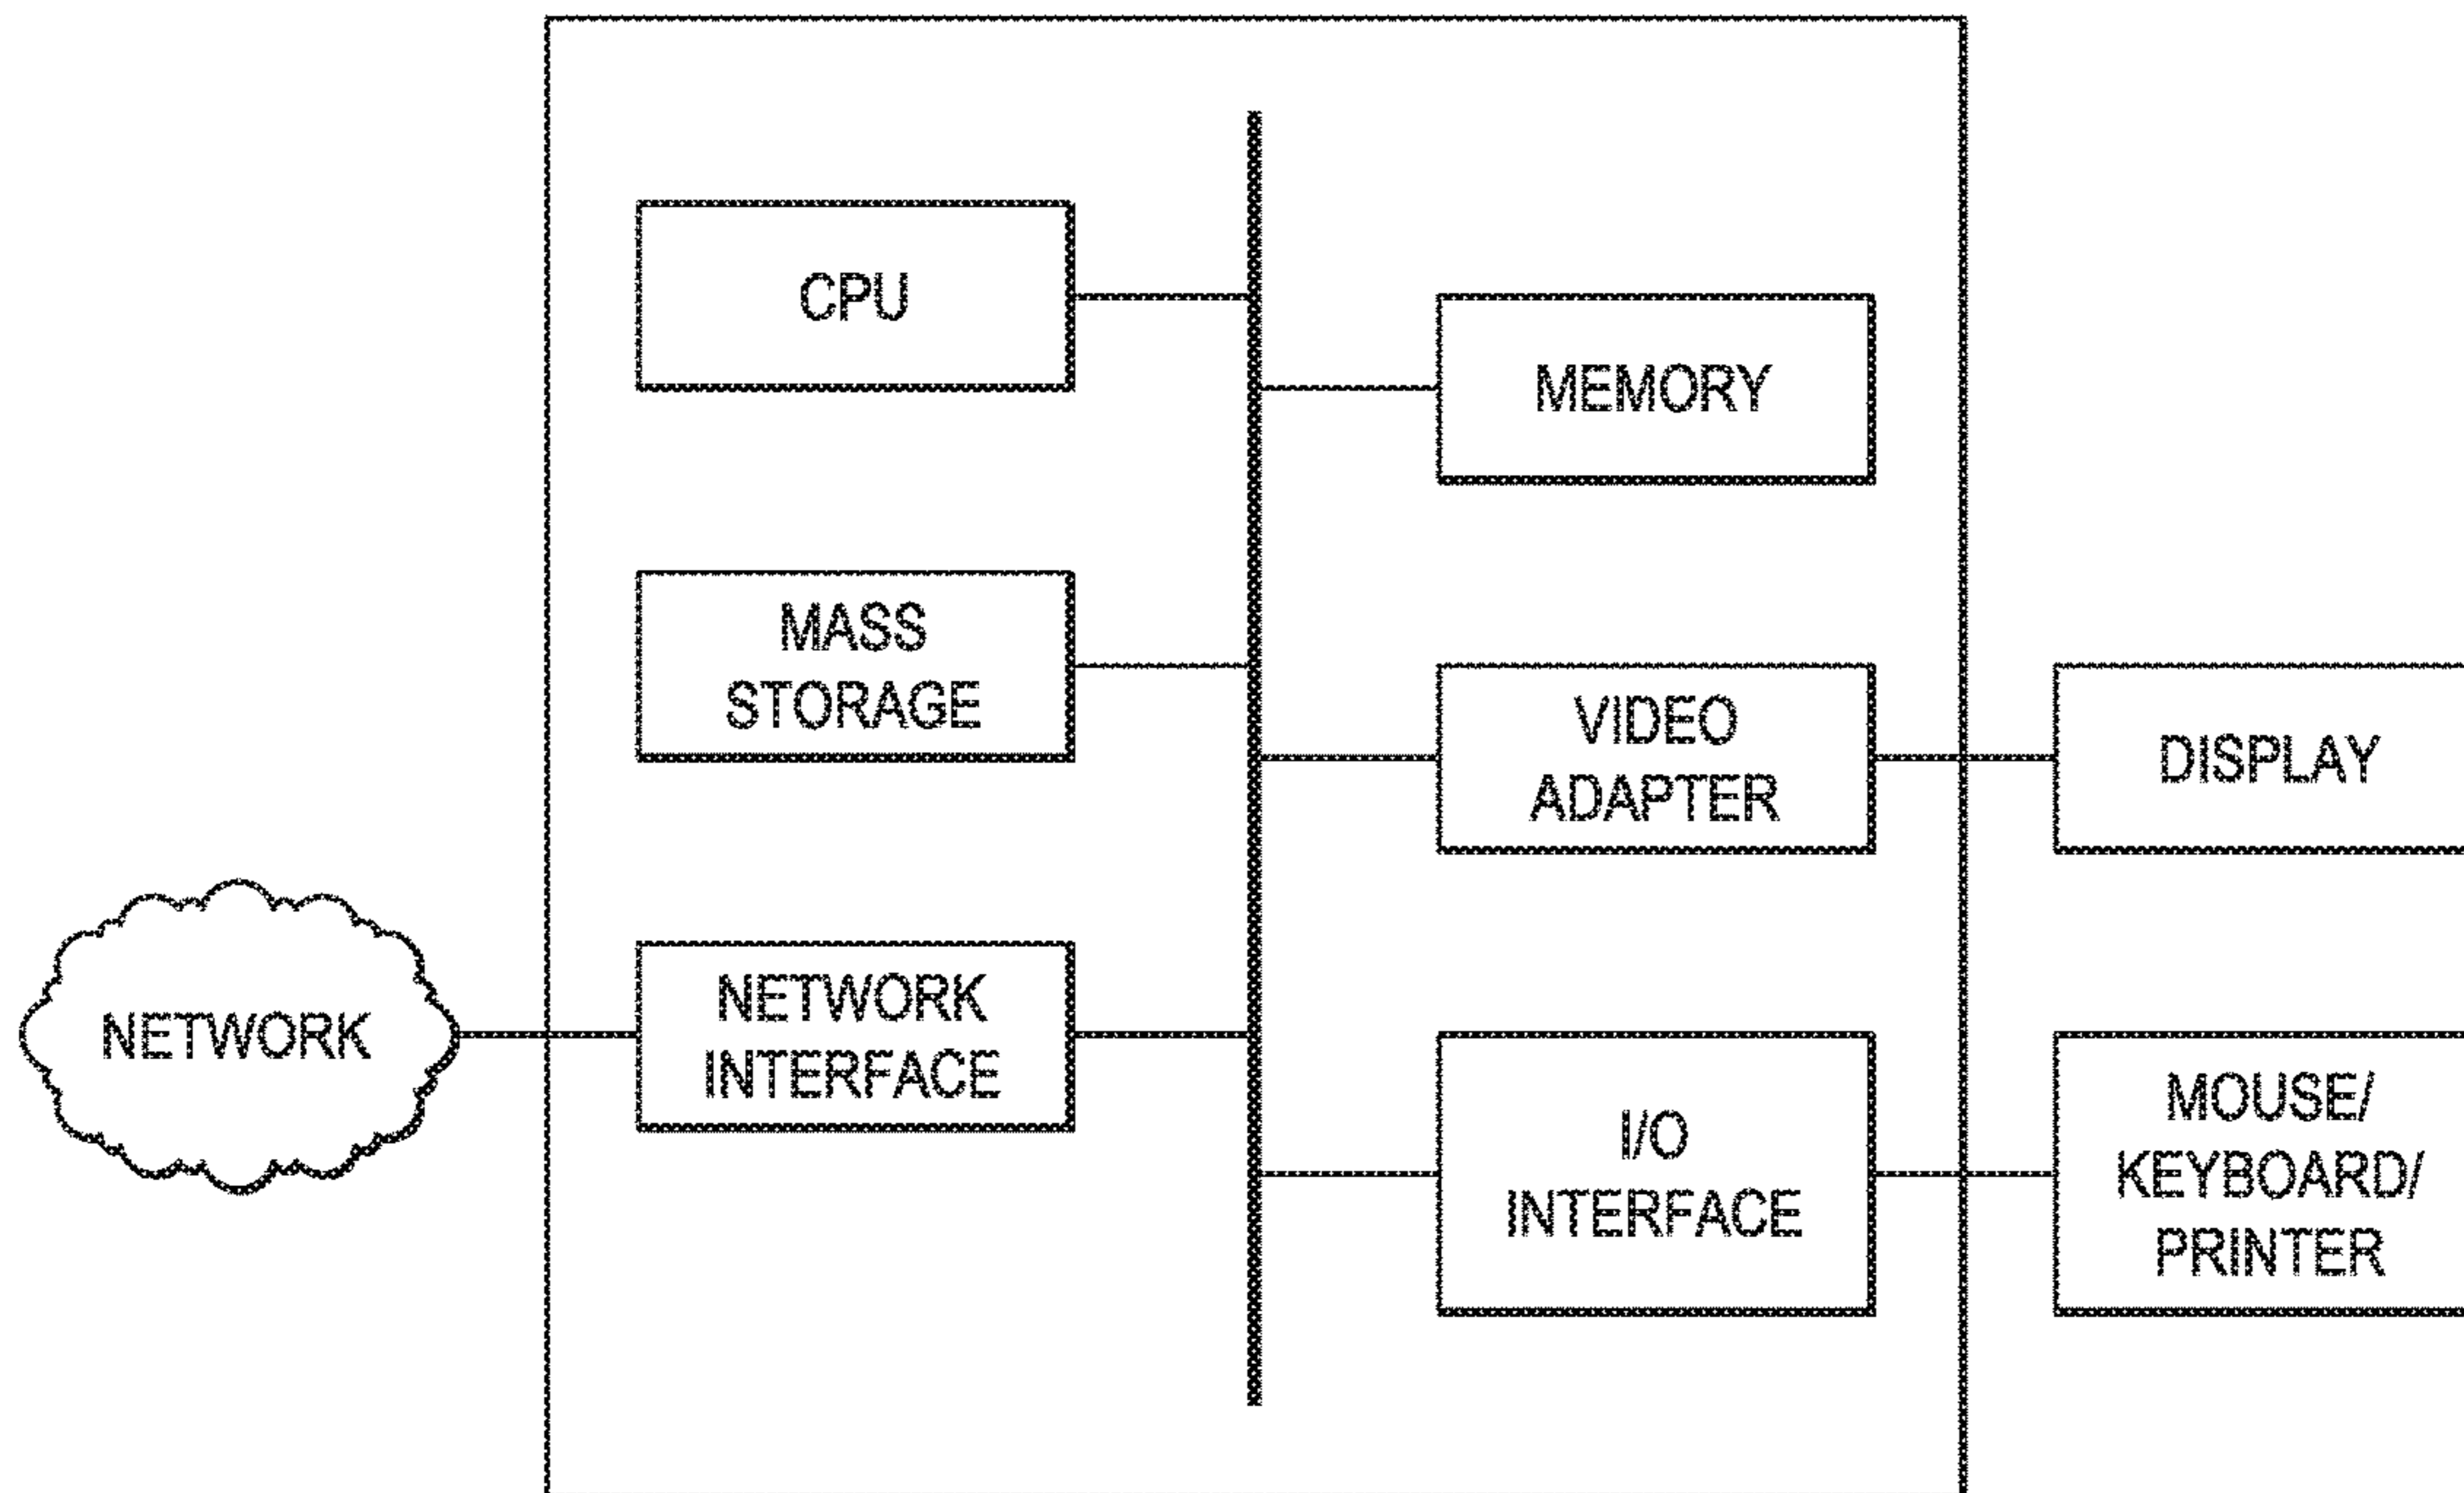 CPU
MEMORY
MASS
STORAGE
VIDEO
ADAPTER
DISPLAY
NETWORK
NETWORK
INTERFACE
I/O
INTERFACE
MOUSE/
KEYBOARD/
PRINTER